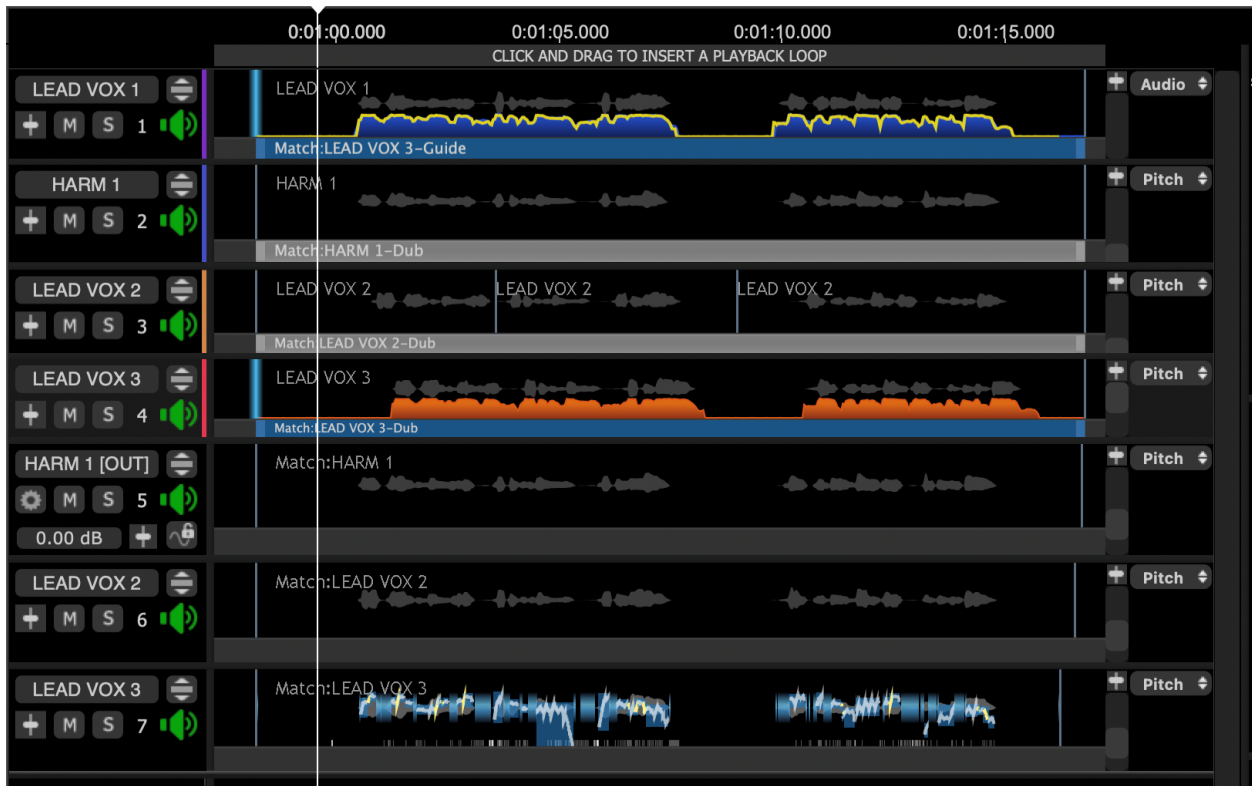 0:01:00.000 0:01:05.000 0:01:10.000 0:01:15.000
CLICK AND DRAG TO INSERT A PLAYBACK LOOP
LEAD VOX 1
M S 1
LEAD VOX 1
Match:LEAD VOX 3-Guide
Audio
HARM 1
M S 2
HARM 1
Match:HARM 1-Dub
Pitch
LEAD VOX 2
M S 3
LEAD VOX 2 LEAD VOX 2 LEAD VOX 2
Match:LEAD VOX 2-Dub
Pitch
LEAD VOX 3
M S 4
LEAD VOX 3
Match:LEAD VOX 3-Dub
Pitch
HARM 1 [OUT]
M S 5
0.00 dB
Match:HARM 1
Pitch
LEAD VOX 2
M S 6
Match:LEAD VOX 2
Pitch
LEAD VOX 3
M S 7
Match:LEAD VOX 3
Pitch